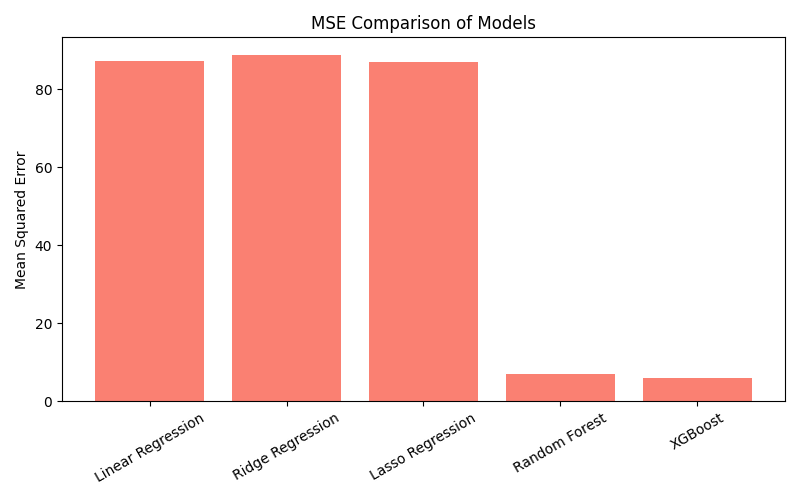 MSE Comparison of Models
Mean Squared Error
80
60
40
20
0
Linear Regression
Ridge Regression
Lasso Regression
Random Forest
XGBoost